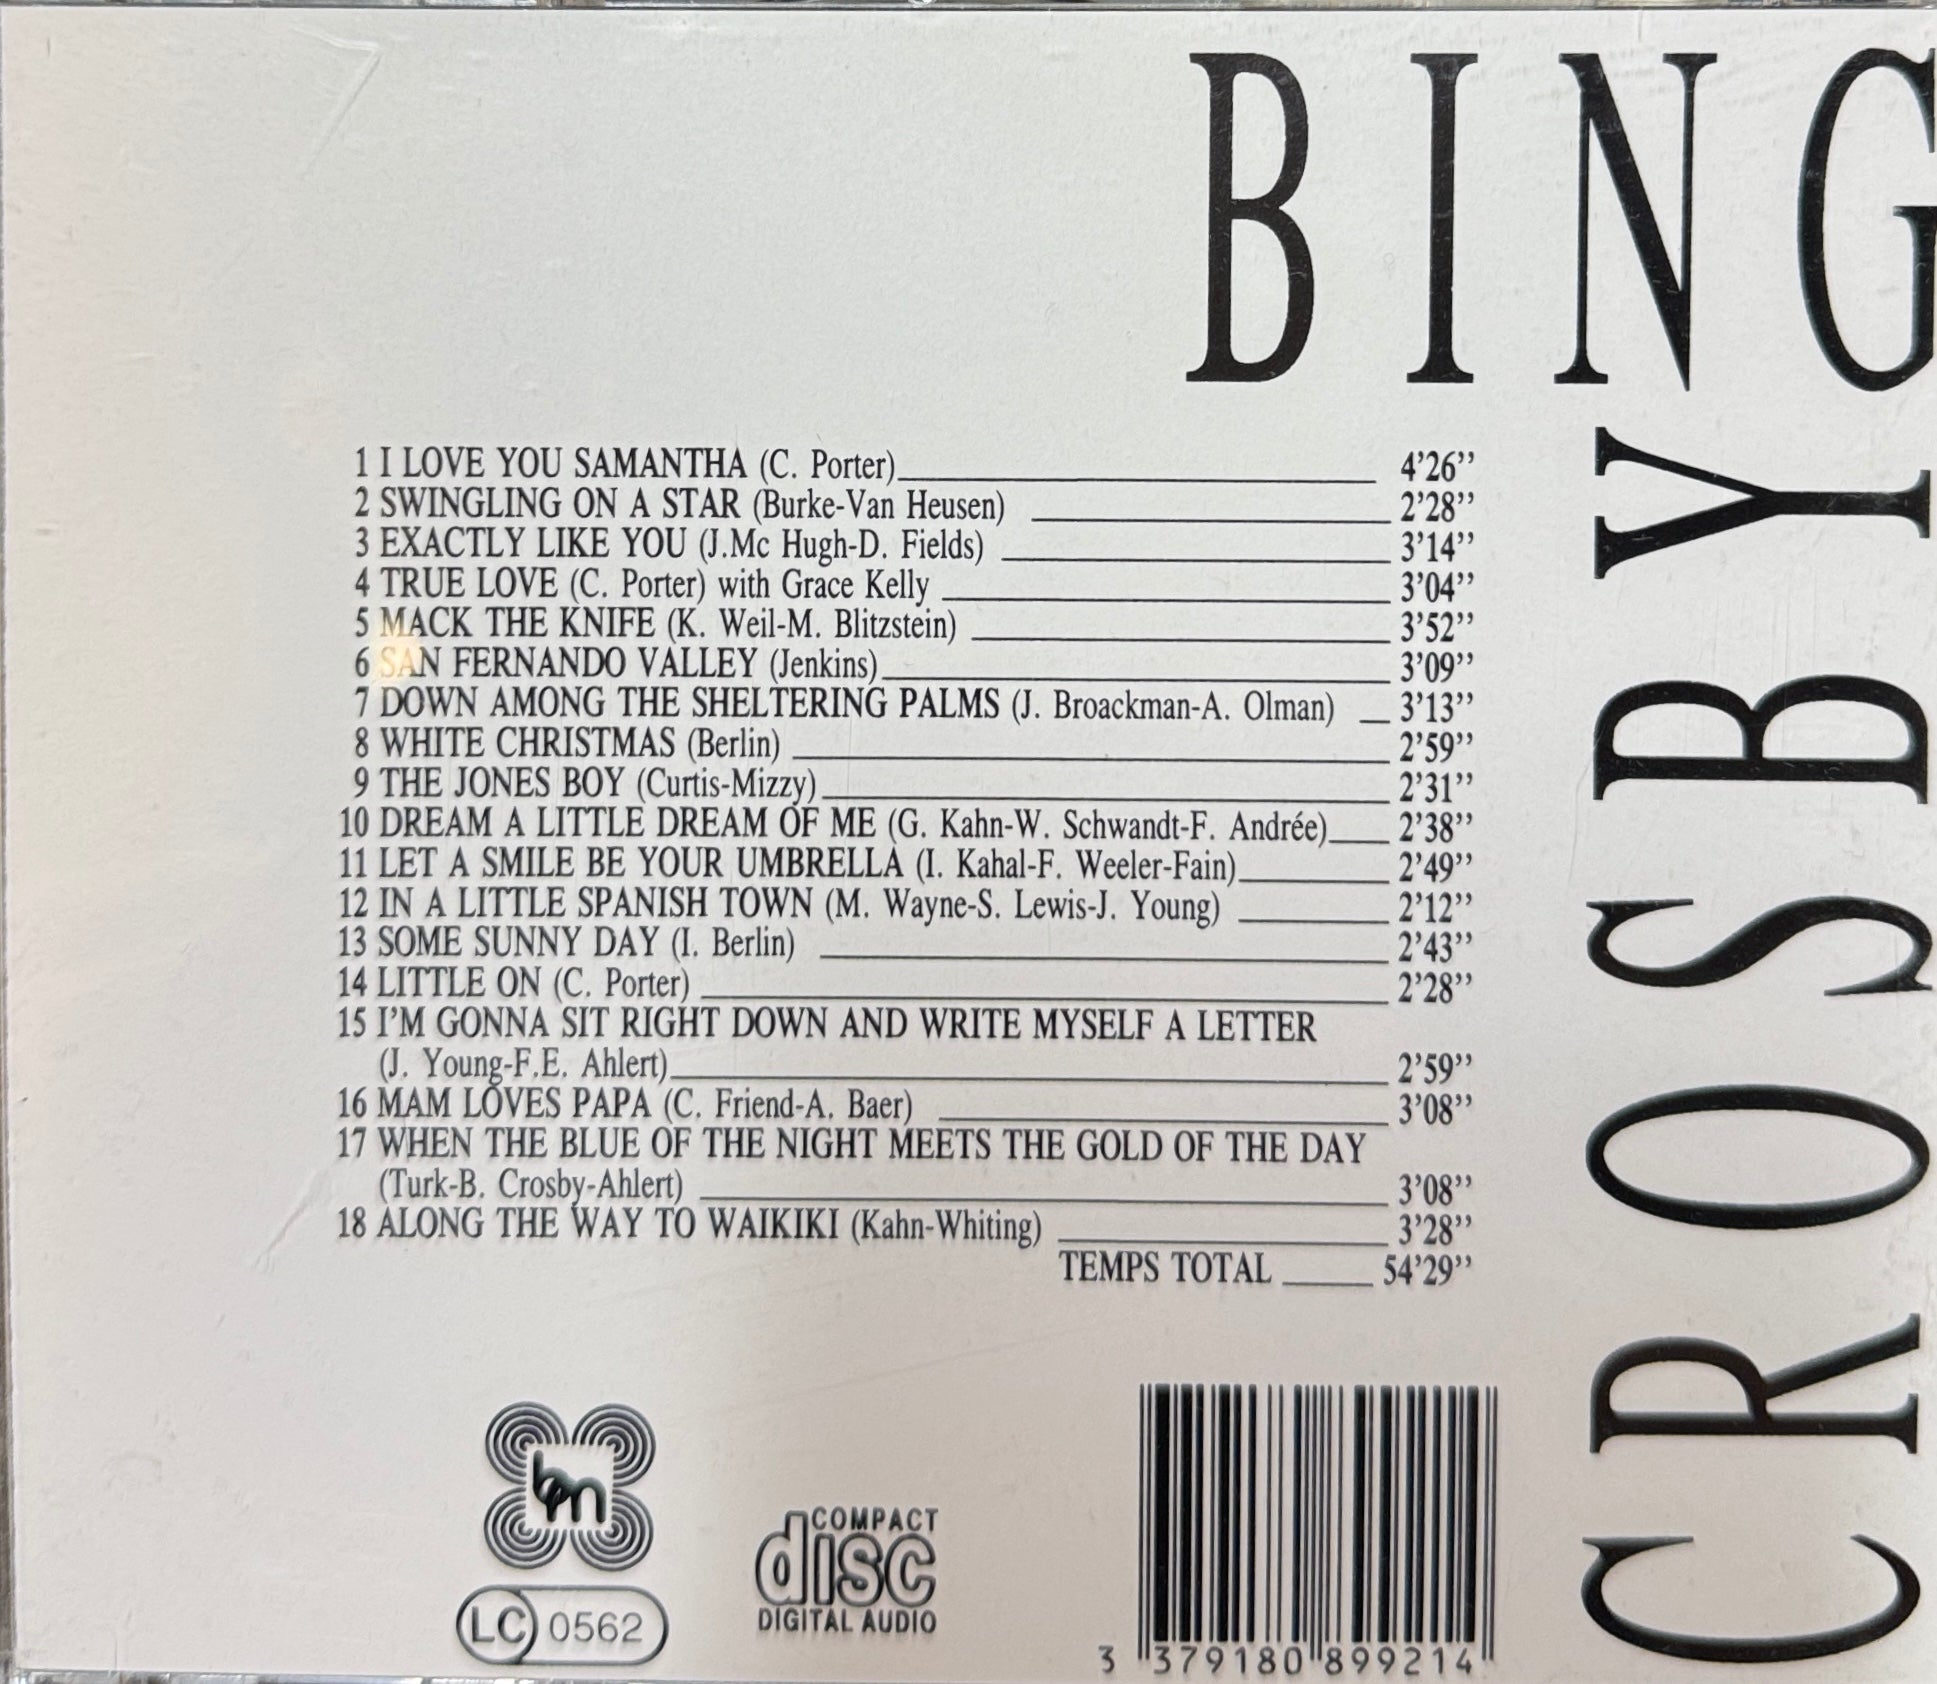 BING
CROSBY
1 I LOVE YOU SAMANTHA (C. Porter) 4'26''
2 SWINGLING ON A STAR (Burke-Van Heusen) 2'28''
3 EXACTLY LIKE YOU (J.Mc Hugh-D. Fields) 3'14''
4 TRUE LOVE (C. Porter) with Grace Kelly 3'04''
5 MACK THE KNIFE (K. Weil-M. Blitzstein) 3'52''
6 SAN FERNANDO VALLEY (Jenkins) 3'09''
7 DOWN AMONG THE SHELTERING PALMS (J. Broackman-A. Olman) 3'13''
8 WHITE CHRISTMAS (Berlin) 2'59''
9 THE JONES BOY (Curtis-Mizzy) 2'31''
10 DREAM A LITTLE DREAM OF ME (G. Kahn-W. Schwandt-F. Andrée) 2'38''
11 LET A SMILE BE YOUR UMBRELLA (I. Kahal-F. Weeler-Fain) 2'49''
12 IN A LITTLE SPANISH TOWN (M. Wayne-S. Lewis-J. Young) 2'12''
13 SOME SUNNY DAY (I. Berlin) 2'43''
14 LITTLE ON (C. Porter) 2'28''
15 I'M GONNA SIT RIGHT DOWN AND WRITE MYSELF A LETTER
(J. Young-F.E. Ahlert) 2'59''
16 MAM LOVES PAPA (C. Friend-A. Baer) 3'08''
17 WHEN THE BLUE OF THE NIGHT MEETS THE GOLD OF THE DAY
(Turk-B. Crosby-Ahlert) 3'08''
18 ALONG THE WAY TO WAIKIKI (Kahn-Whiting) 3'28''
TEMPS TOTAL 54'29''
bm
LC 0562
COMPACT
disc
DIGITAL AUDIO
3 379180 899214